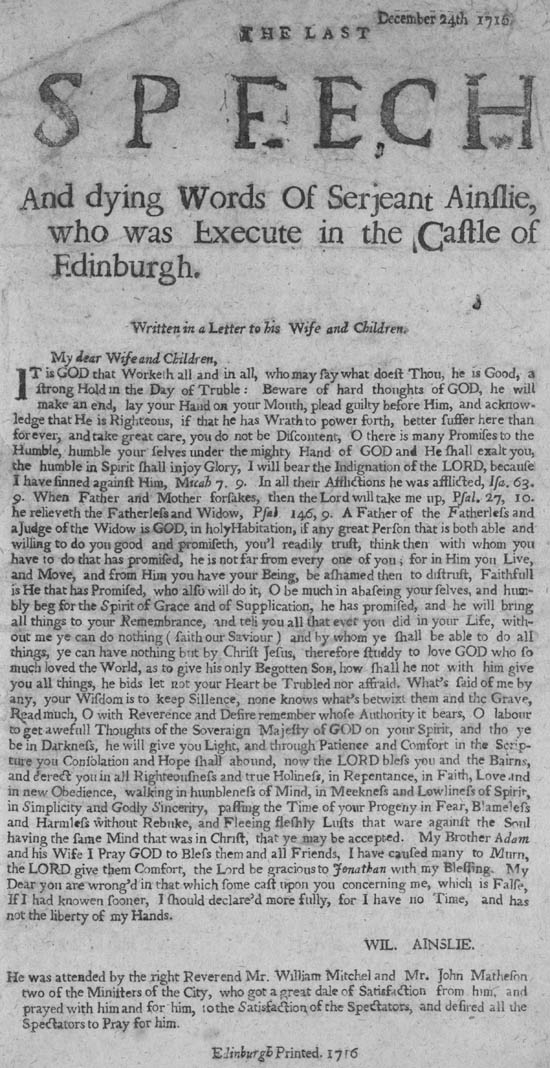 December 24th 1716.
THE LAST
SPEECH
And dying Words Of Serjeant Ainſlie,
who was Execute in the Caſtle of
Edinburgh.
Written in a Letter to his Wife and Children.
My dear Wife and Children,
IT is GOD that Worketh all and in all, who may ſay what doeſt Thou, he is Good, a
ſtrong Hold in the Day of Truble: Beware of hard thoughts of GOD, he will
make an end, lay your Hand on your Mouth, plead guilty before Him, and acknow-
ledge that He is Righteous, if that he has Wrath to power forth, better ſuffer here than
for ever, and take great care, you do not be Diſcontent, O there is many Promiſes to the
Humble, humble your ſelves under the mighty Hand of GOD and He ſhall exalt you,
the humble in Spirit ſhall injoy Glory, I will bear the Indignation of the LORD, becauſe
I have ſinned againſt Him, Micah 7. 9. In all their Afflictions he was afflicted, Iſa. 63.
9. When Father and Mother forſakes, then the Lord will take me up, Pſal. 27, 10.
he relieveth the Fatherleſs and Widow, Pſal 146, 9. A Father of the Fatherleſs and
a Judge of the Widow is GOD, in holy Habitation, if any great Perſon that is both able and
willing to do you good and promiſeth, you'l readily truſt, think then with whom you
have to do that has promiſed, he is not far from every one of you; for in Him you Live,
and Move, and from Him you have your Being, be aſhamed then to diſtruſt, Faithfull
is He that has Promiſed, who alſo will do it, O be much in abaſeing your ſelves, and hum-
bly beg for the Spirit of Grace and of Supplication, he has promiſed, and he will bring
all things to your Remembrance, and tell you all that ever you did in your Life, with-
out me ye can do nothing (ſaith our Saviour) and by whom ye ſhall be able to do all
things, ye can have nothing but by Chriſt Jeſus, therefore ſtuddy to love GOD who ſo
much loved the World, as to give his only Begotten SON, how ſhall he not with him give
you all things, he bids let not your Heart be Trubled nor affraid. What's ſaid of me by
any, your Wiſdom is to keep Sillence, none knows what's betwixt them and the Grave,
Read much, O with Reverence and Deſire remember whoſe Authority it bears, O labour
to get awefull Thoughts of the Soveraign Majeſty of GOD on your Spirit, and tho ye
be in Darkneſs, he will give you Light, and through Patience and Comfort in the Scrip-
ture you Conſolation and Hope ſhall abound, now the LORD bleſs you and the Bairns,
and derect you in all Righteouſneſs and true Holineſs, in Repentance, in Faith, Love and
in new Obedience, walking in humbleneſs of Mind, in Meekneſs and Lowlineſs of Spirit,
in Simplicity and Godly Sincerity, paſſing the Time of your Progeny in Fear, Blameleſs
and Harmleſs without Rebuke, and Fleeing fleſhly Luſts that ware againſt the Soul
having the ſame Mind that was in Chriſt, that ye may be accepted. My Brother Adam
and his Wife I Pray GOD to Bleſs them and all Friends, I have cauſed many to Murn,
the LORD give them Comfort, the Lord be gracious to Jonathan with my Bleſſing. My
Dear you are wrong'd in that which ſome caſt upon you concerning me, which is Falſe,
If I had knowen ſooner, I ſhould declare'd more fully, for I have no Time, and has
not the liberty of my Hands.
WIL. AINSLIE.
He was attended by the right Reverend Mr. William Mitchel and Mr. John Matheſon
two of the Miniſters of the City, who got a great dale of Satisfaction from him, and
prayed with him and for him, to the Satisfaction of the Spectators, and deſired all the
Spectators to Pray for him.
Edinburgh Printed. 1716